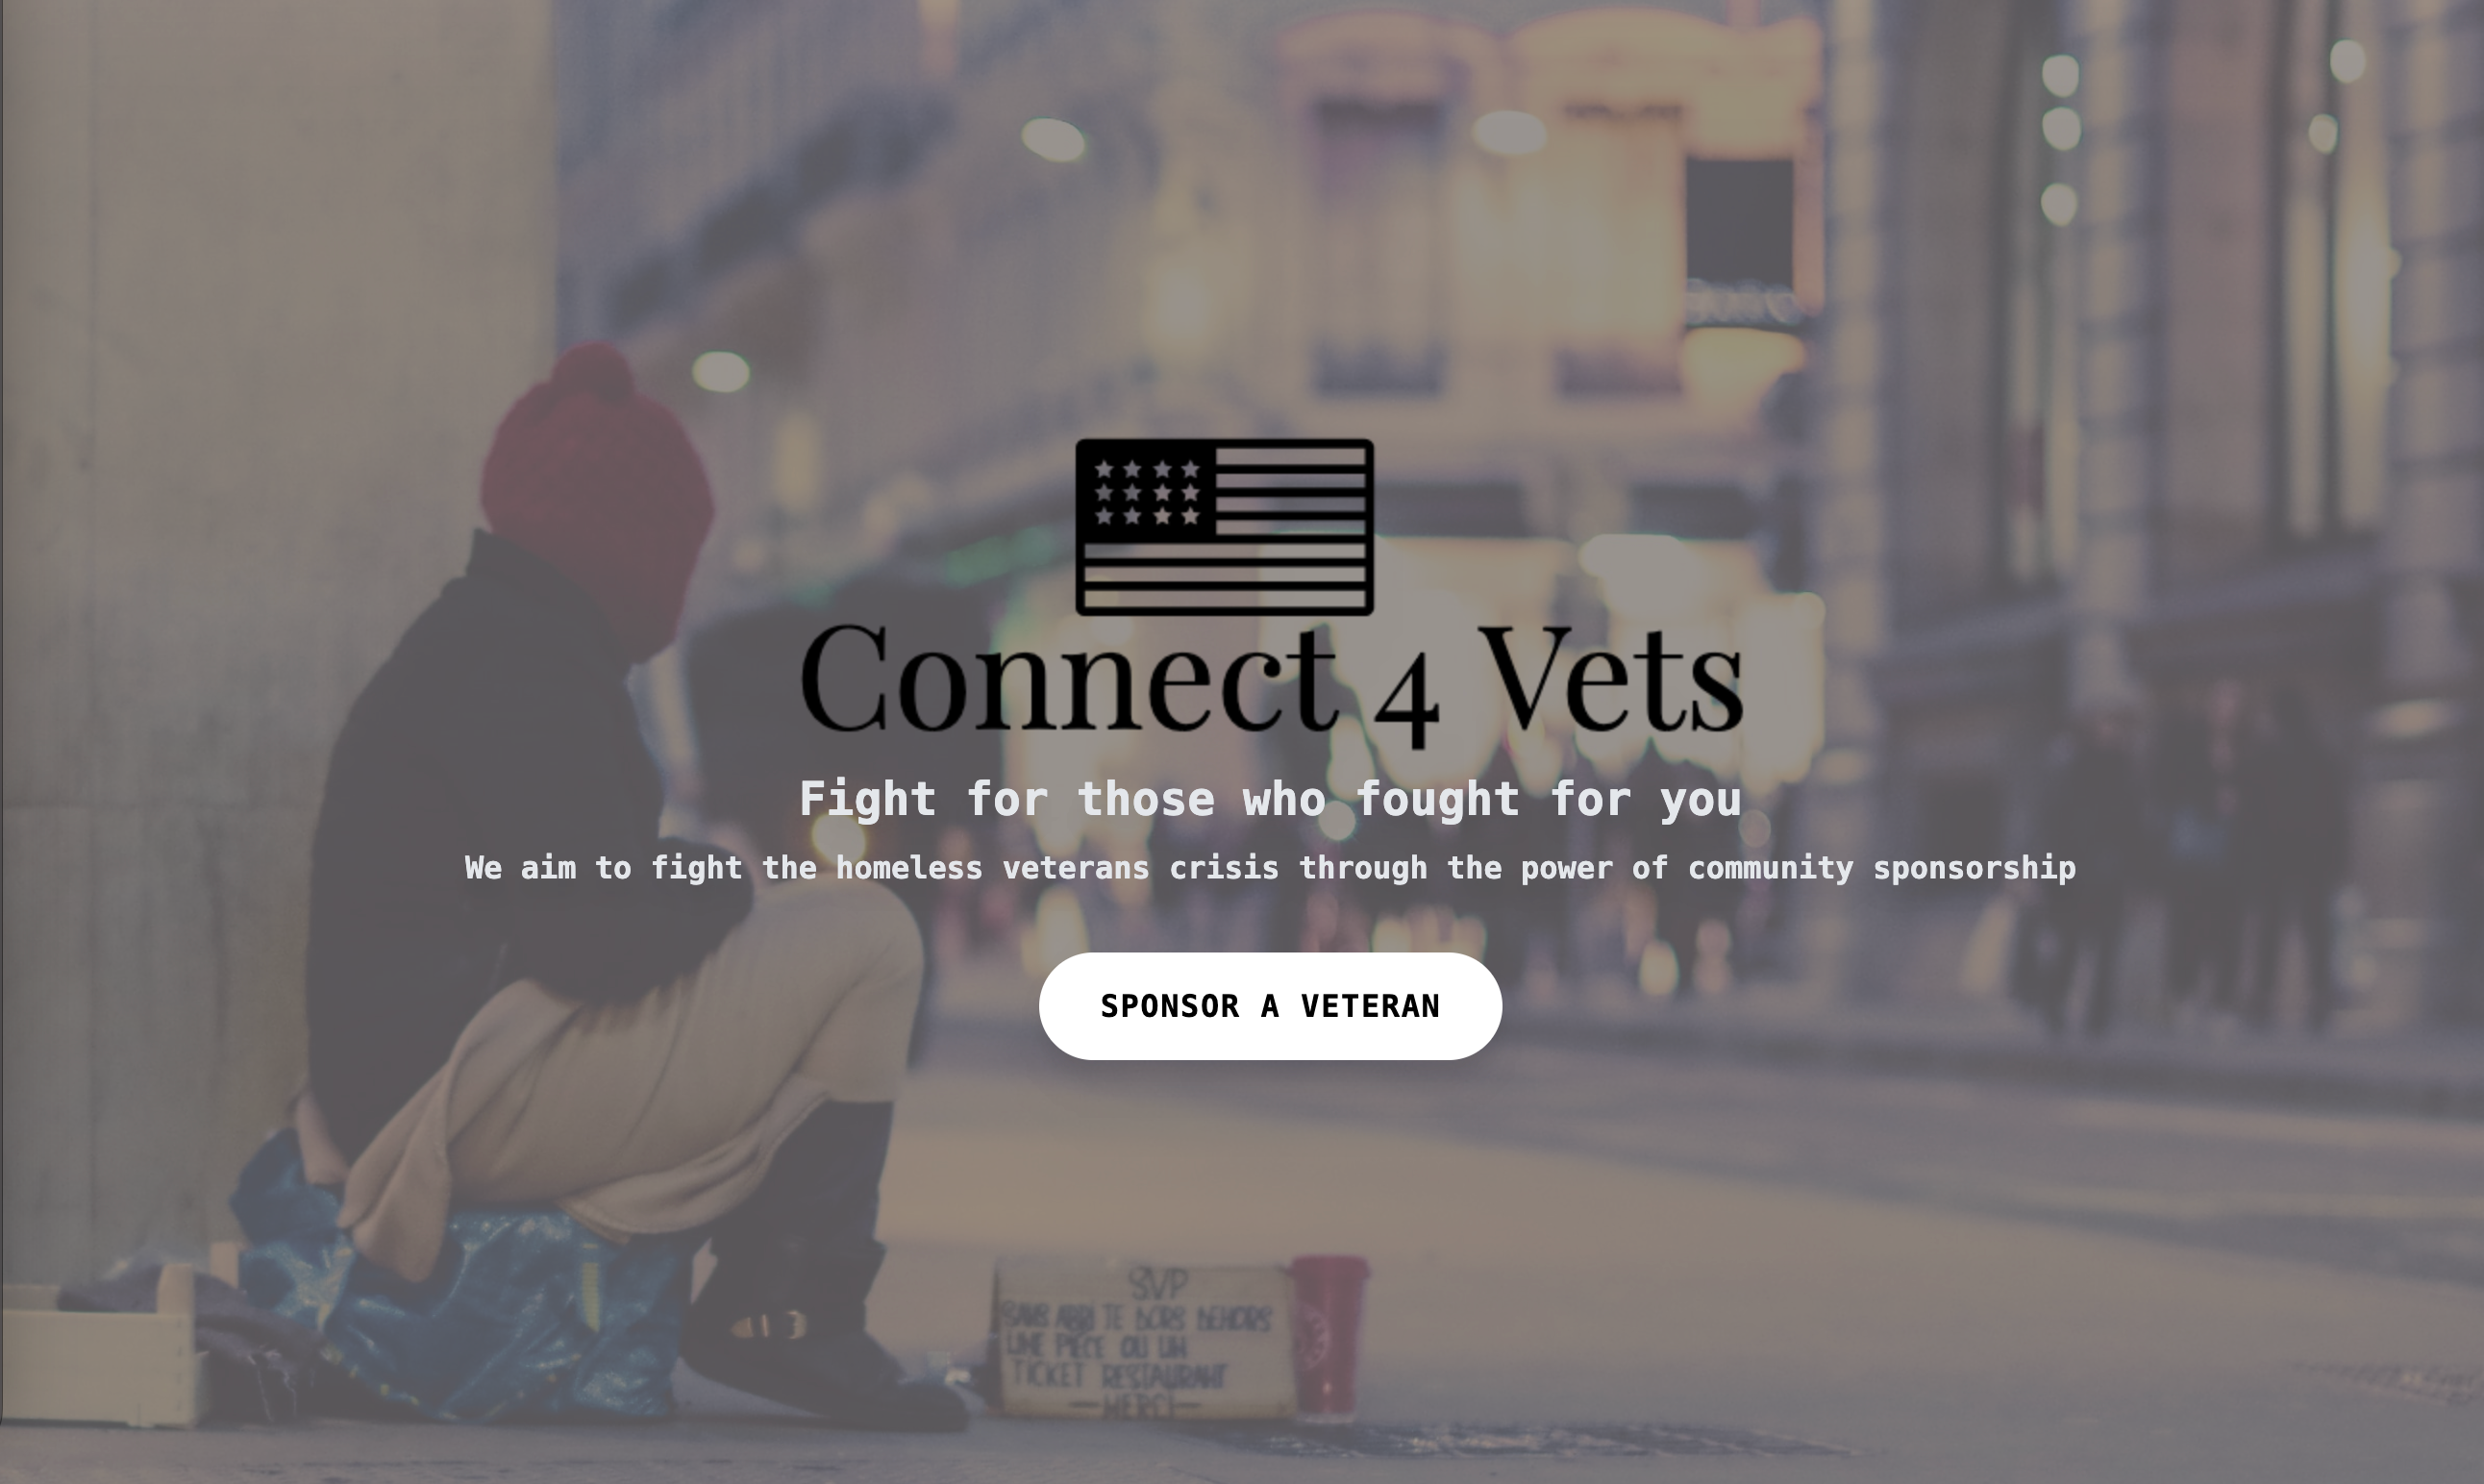 Connect 4 Vets
Fight for those who fought for you
We aim to fight the homeless veterans crisis through the power of community sponsorship
SPONSOR A VETERAN
SVP
SANS ABRI JE DORS DEHORS
UNE PIECE OU UN
TICKET RESTAURANT
—MERCI—